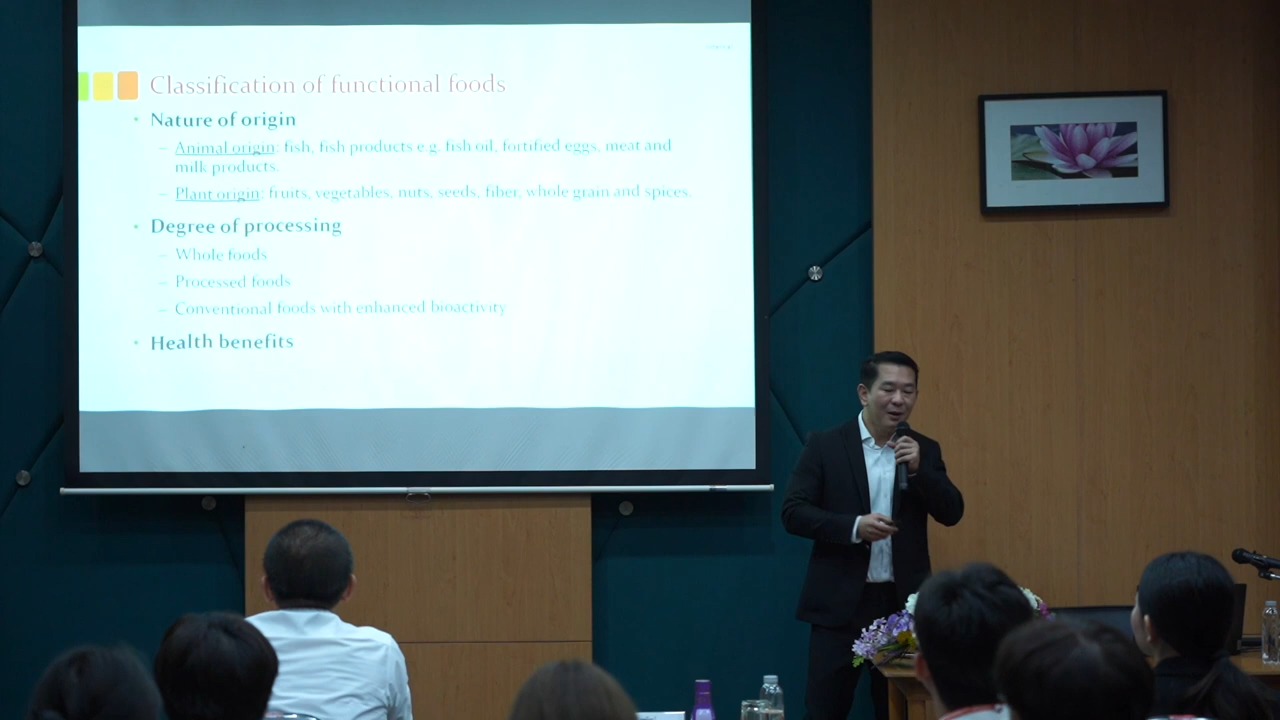 Classification of functional foods
• Nature of origin
– Animal origin: fish, fish products e.g. fish oil, fortified eggs, meat and
milk products.
– Plant origin: fruits, vegetables, nuts, seeds, fiber, whole grain and spices.
• Degree of processing
– Whole foods
– Processed foods
– Conventional foods with enhanced bioactivity
• Health benefits